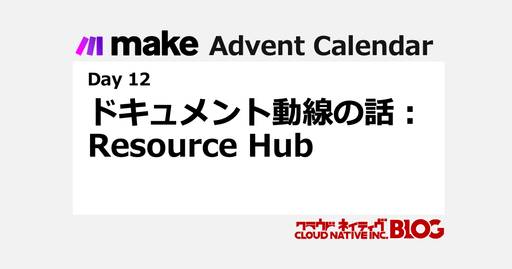 make Advent Calendar
Day 12
ドキュメント動線の話：
Resource Hub
クラウド ネイティヴ
CLOUD NATIVE INC. BLOG